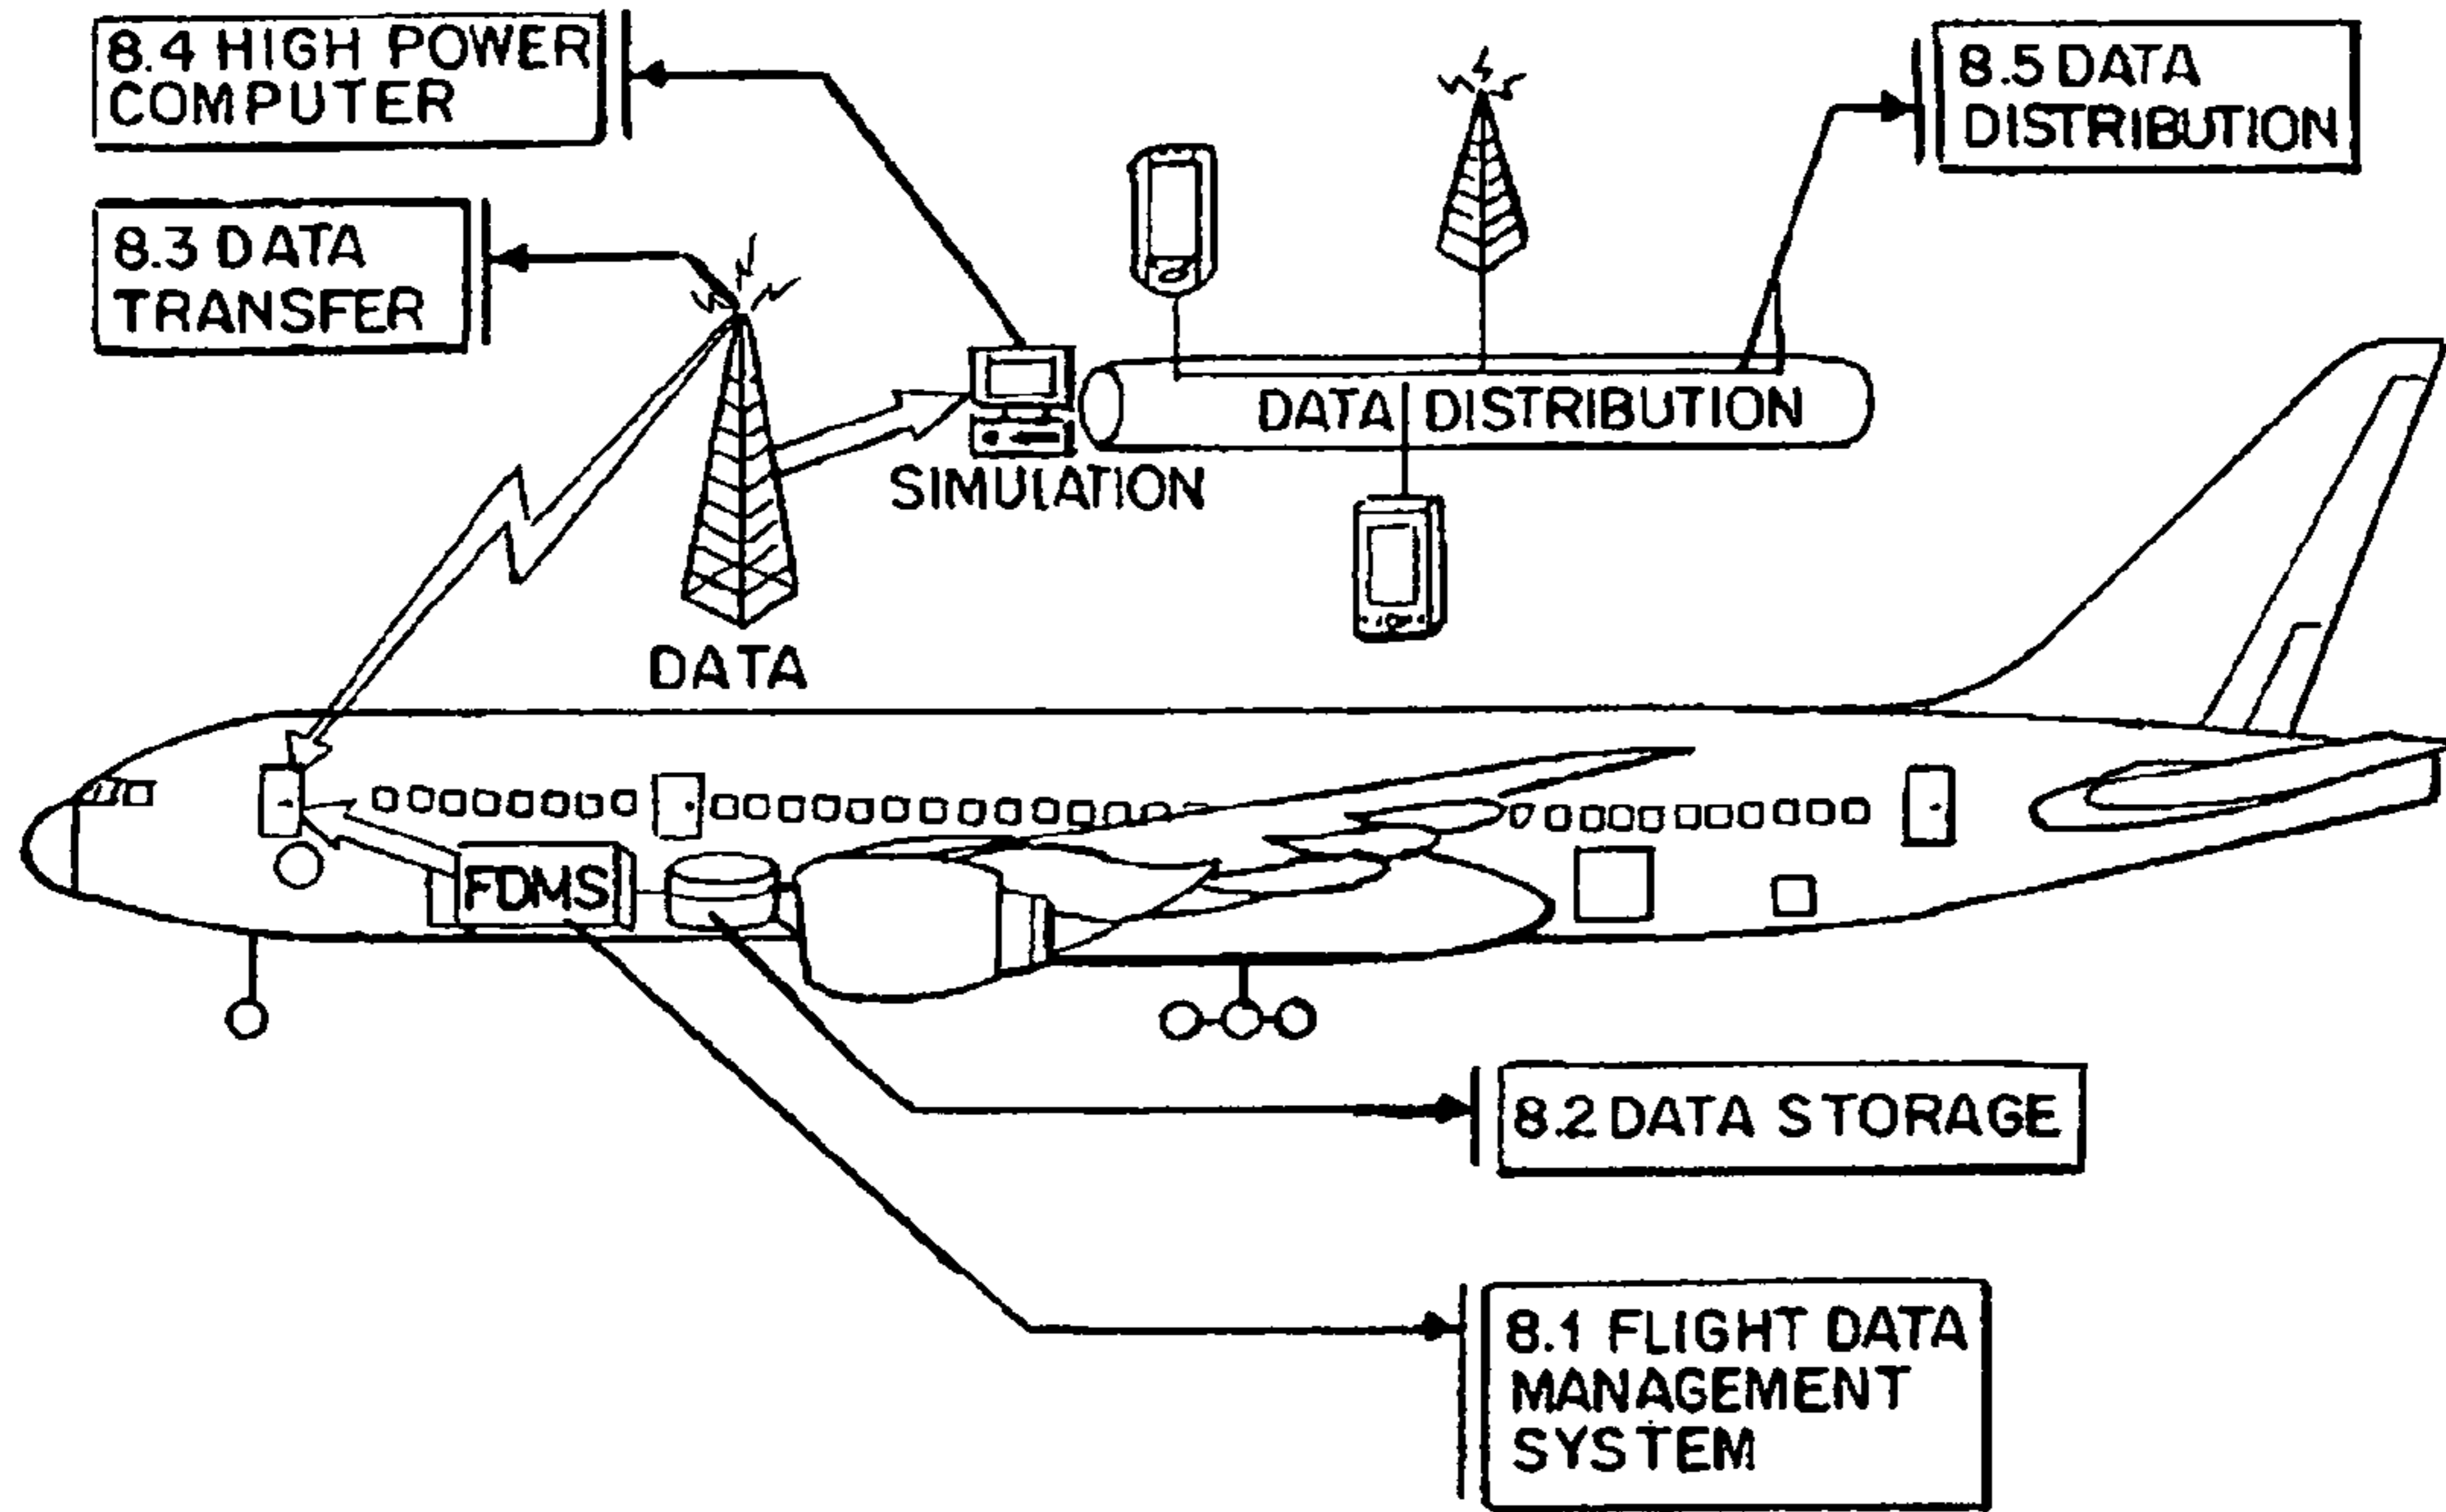 8.4 HIGH POWER
COMPUTER
8.5 DATA
DISTRIBUTION
8.3 DATA
TRANSFER
DATA DISTRIBUTION
SIMULATION
DATA
FDMS
8.2 DATA STORAGE
8.1 FLIGHT DATA
MANAGEMENT
SYSTEM